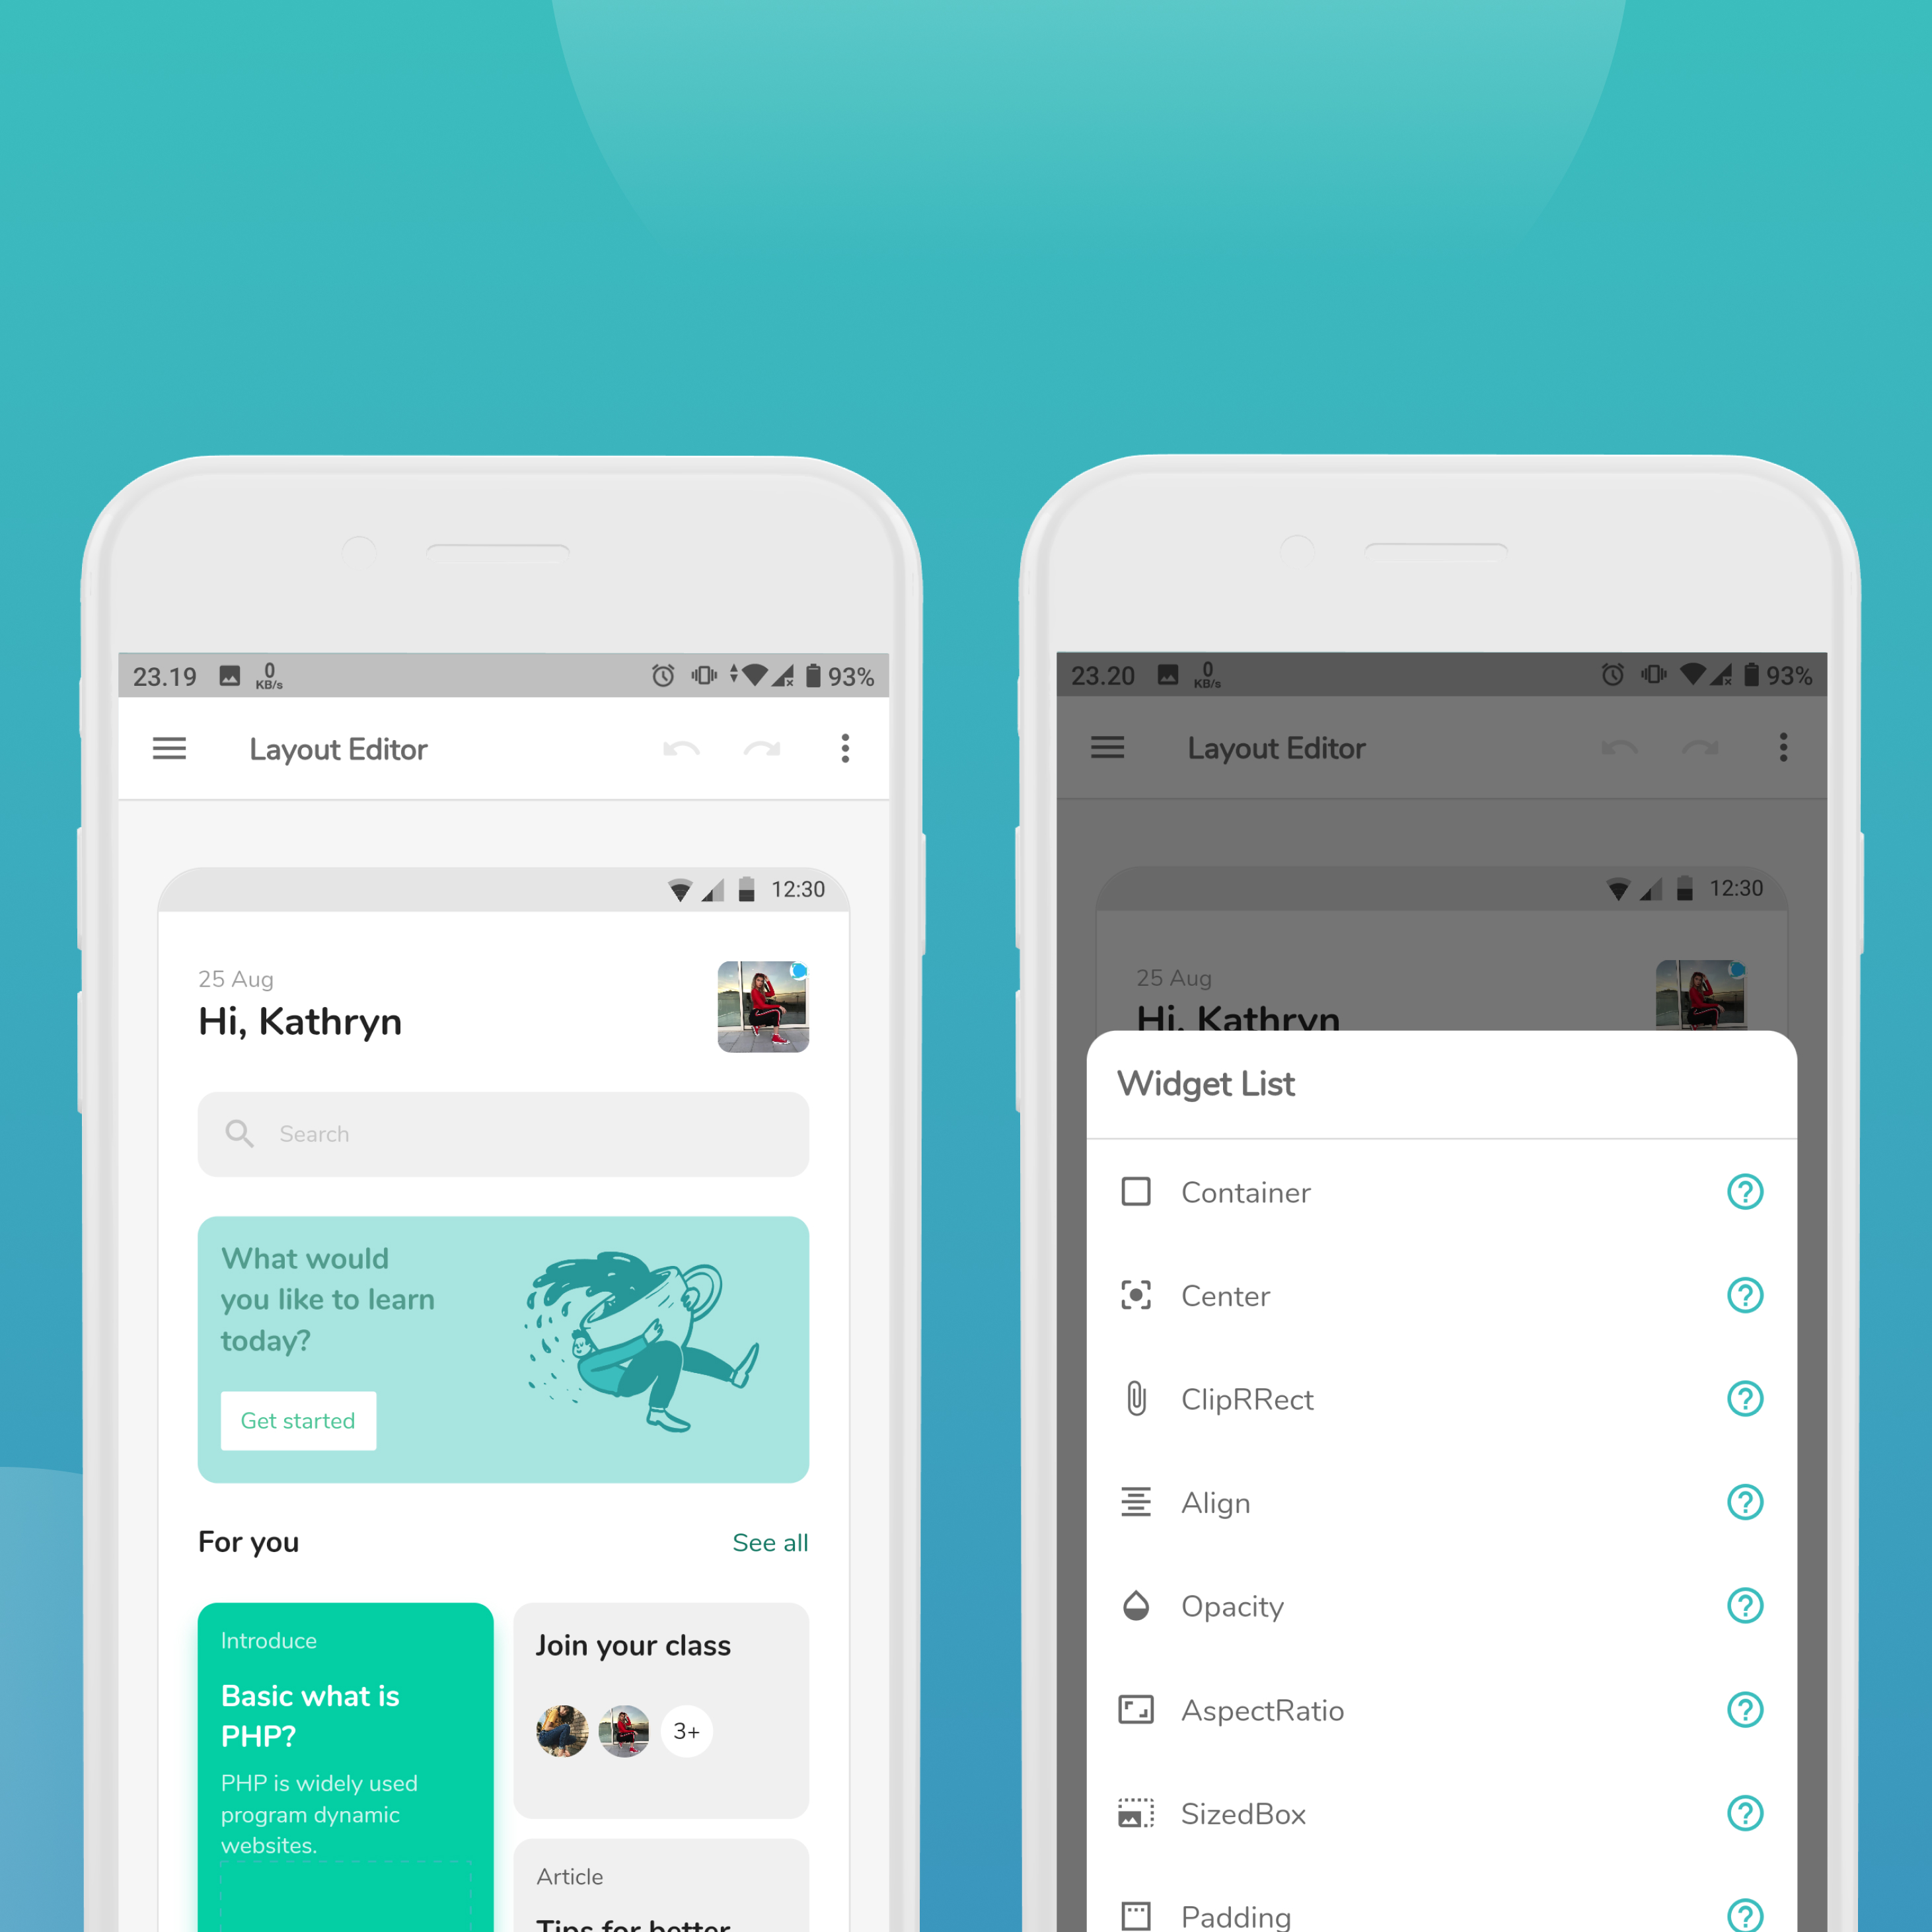 23.19
0
KB/s
93%
Layout Editor
12:30
25 Aug
Hi, Kathryn
Search
What would
you like to learn
today?
Get started
For you
See all
Introduce
Basic what is
PHP?
PHP is widely used
program dynamic
websites.
Join your class
3+
Article
Tips for better
23.20
0
KB/s
93%
Layout Editor
12:30
25 Aug
Hi, Kathryn
Widget List
Container
Center
ClipRRect
Align
Opacity
AspectRatio
SizedBox
Padding